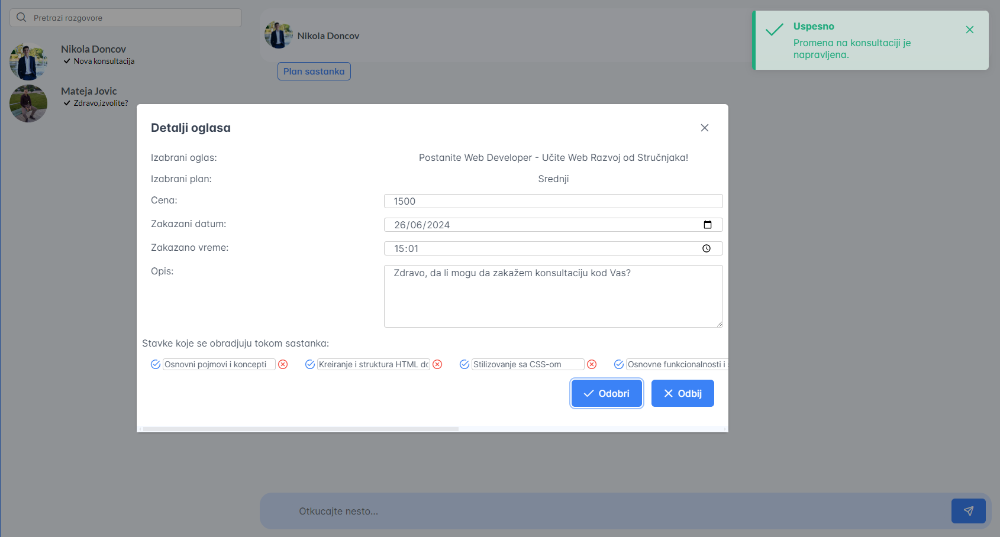 Pretrazi razgovore
Nikola Doncov
Nova konsultacija
Mateja Jovic
Zdravo,izvolite?
Nikola Doncov
Plan sastanka
Uspesno
Promena na konsultaciji je
napravljena.
Detalji oglasa
Izabrani oglas:
Postanite Web Developer - Učite Web Razvoj od Stručnjaka!
Izabrani plan:
Srednji
Cena:
1500
Zakazani datum:
26/06/2024
Zakazano vreme:
15:01
Opis:
Zdravo, da li mogu da zakažem konsultaciju kod Vas?
Stavke koje se obradjuju tokom sastanka:
Osnovni pojmovi i koncepti
Kreiranje i struktura HTML
Stilizovanje sa CSS-om
Osnovne funkcionalnosti i
Odobri
Odbij
Otkucajte nesto...